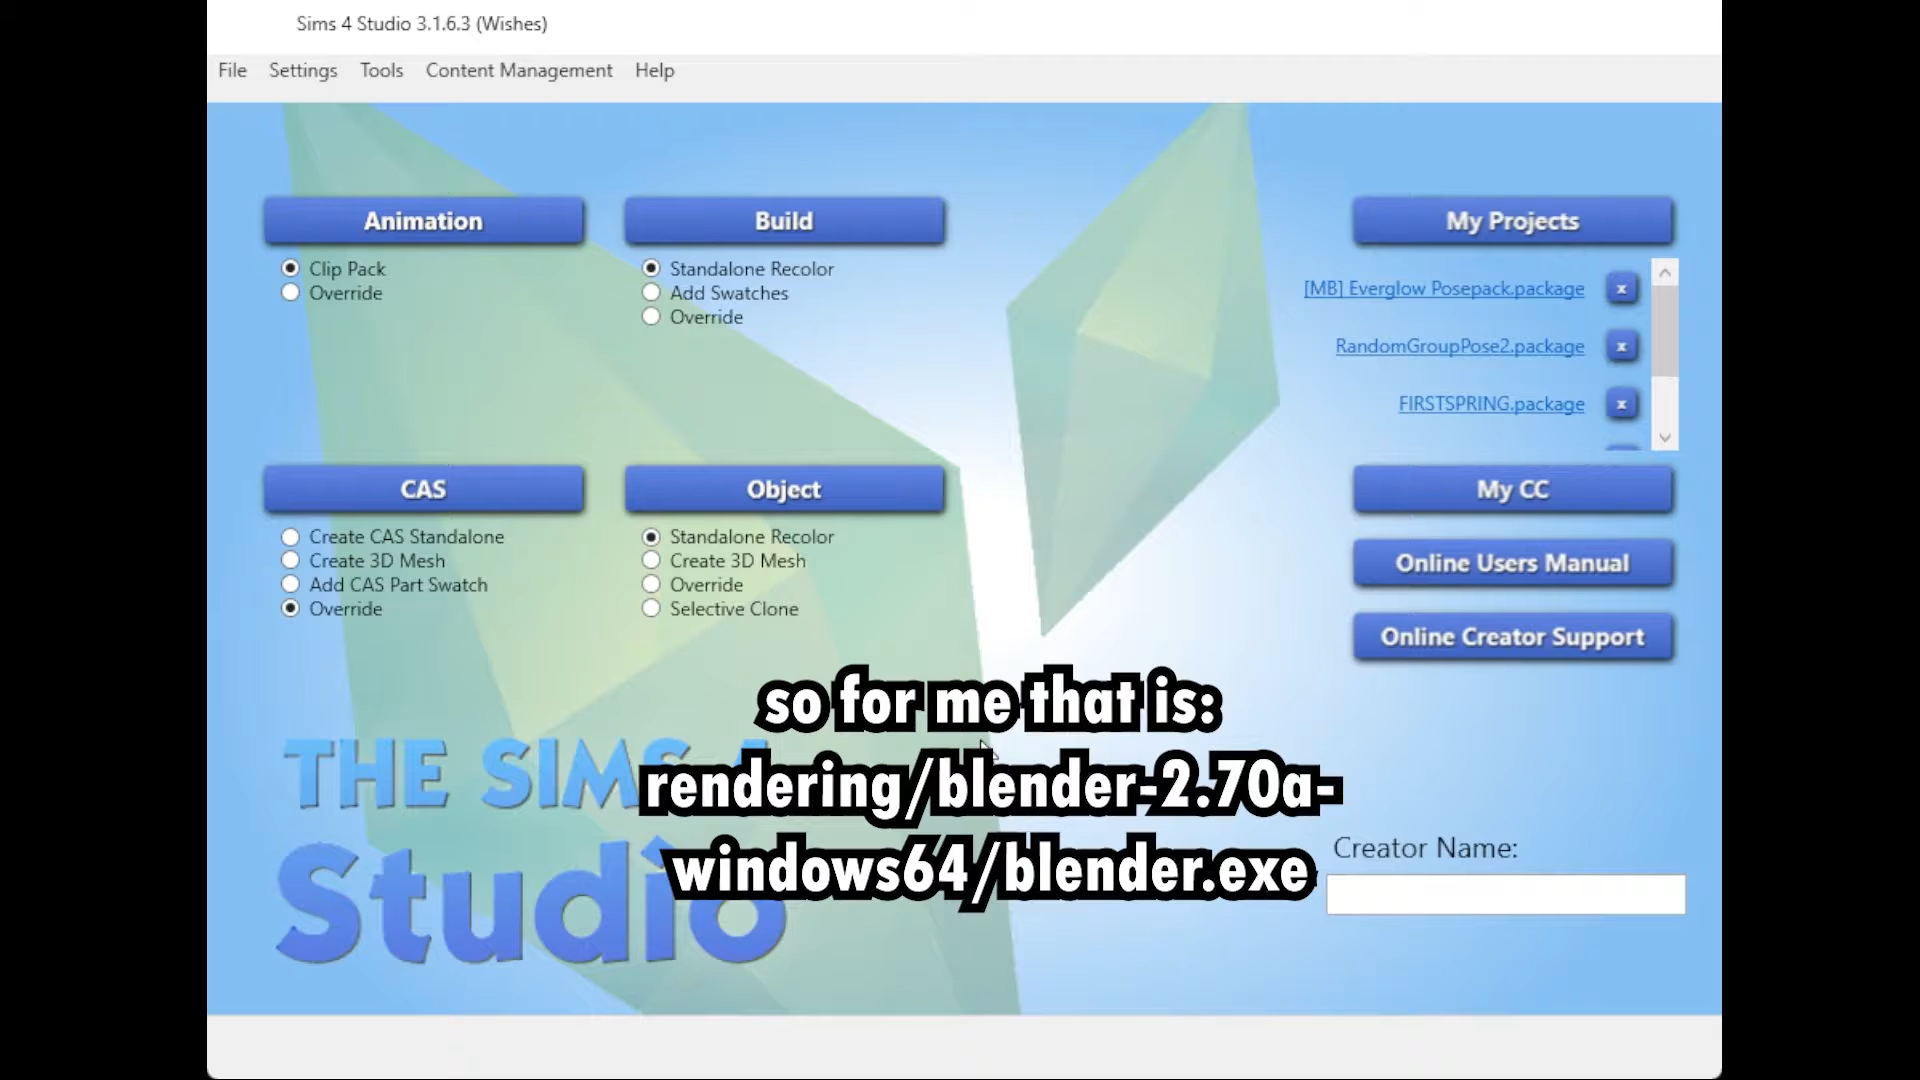 Sims 4 Studio 3.1.6.3 (Wishes)
File Settings Tools Content Management Help
Animation
Clip Pack
Override
Build
Standalone Recolor
Add Swatches
Override
My Projects
[MB] Everglow Posepack.package x
RandomGroupPose2.package x
FIRSTSPRING.package x
CAS
Create CAS Standalone
Create 3D Mesh
Add CAS Part Swatch
Override
Object
Standalone Recolor
Create 3D Mesh
Override
Selective Clone
My CC
Online Users Manual
Online Creator Support
so for me that is:
rendering/blender-2.70a-
windows64/blender.exe
THE SIMS 4
Studio
Creator Name: